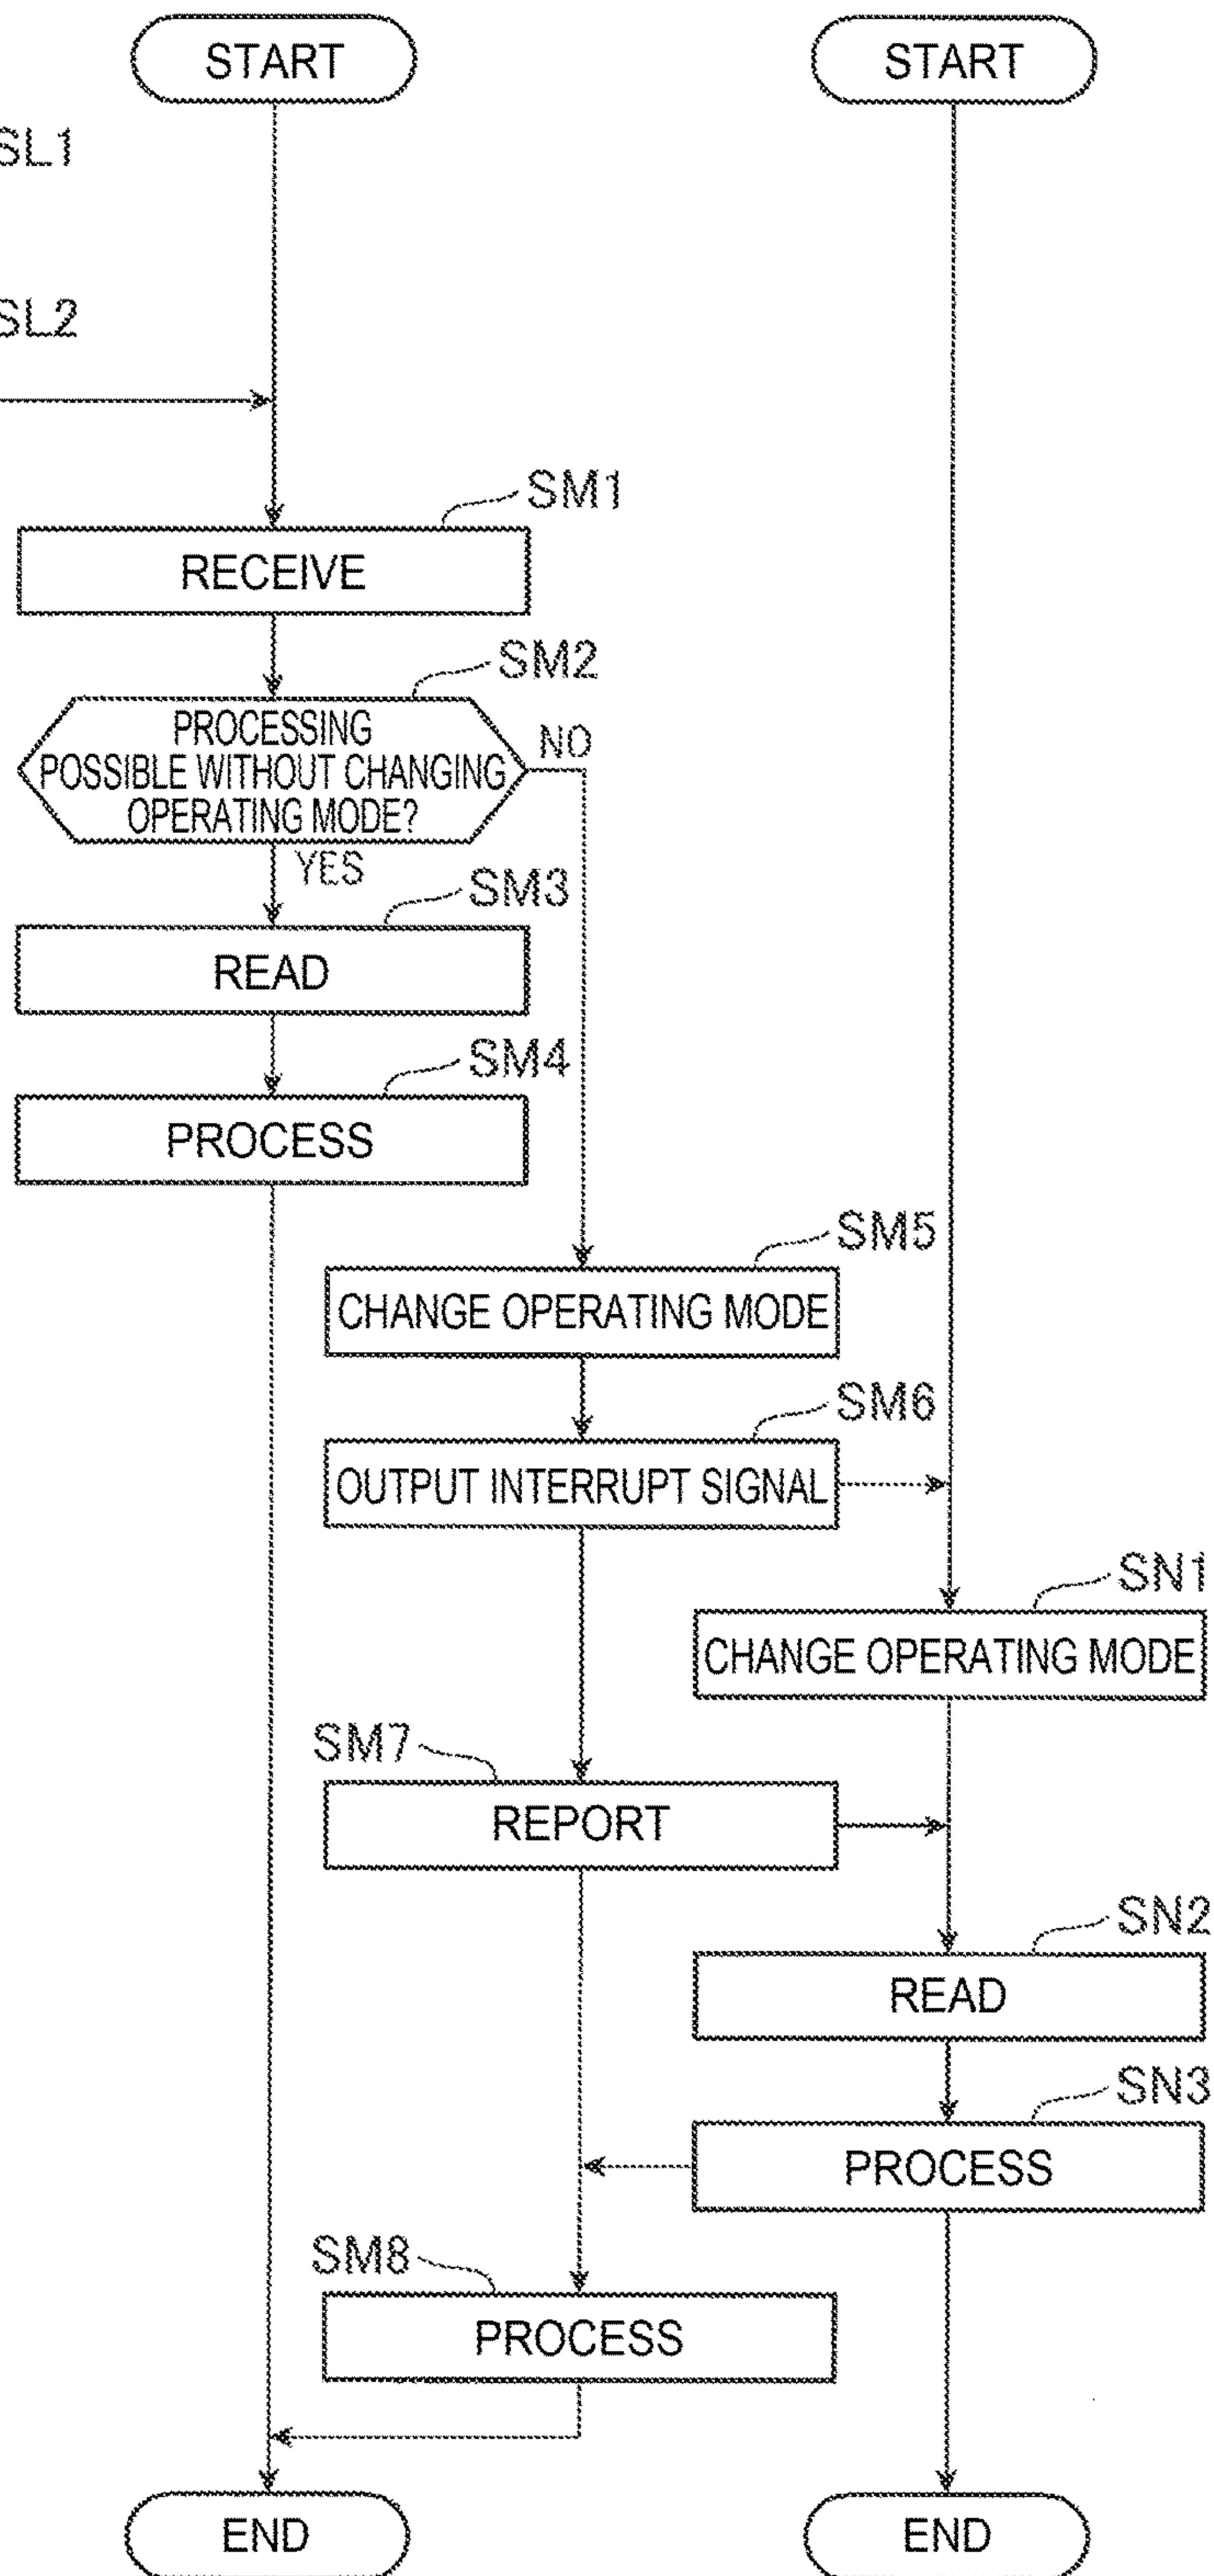 START
START
SL1
SL2
SM1
RECEIVE
SM2
PROCESSING
POSSIBLE WITHOUT CHANGING
OPERATING MODE?
NO
YES
SM3
READ
SM4
PROCESS
SM5
CHANGE OPERATING MODE
SM6
OUTPUT INTERRUPT SIGNAL
SN1
CHANGE OPERATING MODE
SM7
REPORT
SN2
READ
SN3
PROCESS
SM8
PROCESS
END
END